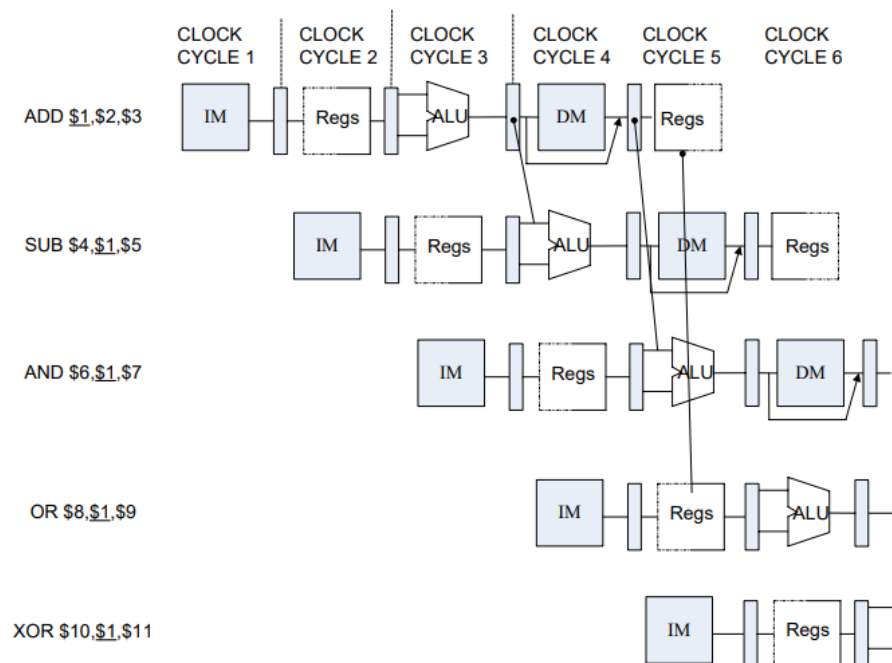 CLOCK CYCLE 1
CLOCK CYCLE 2
CLOCK CYCLE 3
CLOCK CYCLE 4
CLOCK CYCLE 5
CLOCK CYCLE 6
ADD $1,$2,$3
IM
Regs
ALU
DM
Regs
SUB $4,$1,$5
IM
Regs
ALU
DM
Regs
AND $6,$1,$7
IM
Regs
ALU
DM
OR $8,$1,$9
IM
Regs
ALU
XOR $10,$1,$11
IM
Regs